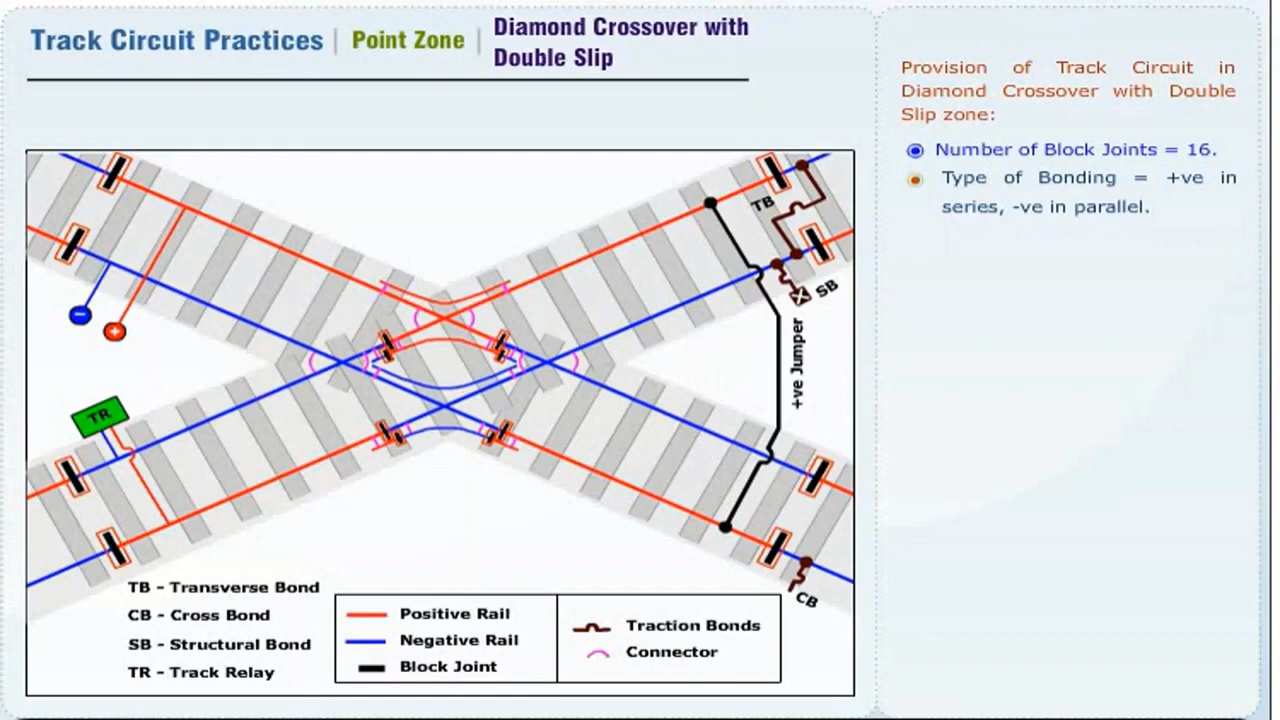 Track Circuit Practices | Point Zone | Diamond Crossover with
Double Slip
Provision of Track Circuit in
Diamond Crossover with Double
Slip zone:
Number of Block Joints = 16.
Type of Bonding = +ve in
series, -ve in parallel.
TB
SB
−
+
+ve Jumper
TR
CB
TB - Transverse Bond
CB - Cross Bond
SB - Structural Bond
TR - Track Relay
Positive Rail
Negative Rail
Block Joint
Traction Bonds
Connector